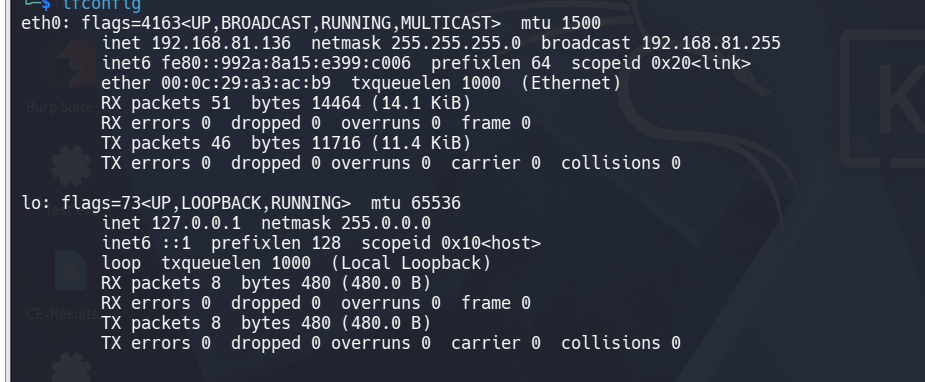 $ ifconfig
eth0: flags=4163<UP,BROADCAST,RUNNING,MULTICAST>  mtu 1500
        inet 192.168.81.136  netmask 255.255.255.0  broadcast 192.168.81.255
        inet6 fe80::992a:8a15:e399:c006  prefixlen 64  scopeid 0x20<link>
        ether 00:0c:29:a3:ac:b9  txqueuelen 1000  (Ethernet)
        RX packets 51  bytes 14464 (14.1 KiB)
        RX errors 0  dropped 0  overruns 0  frame 0
        TX packets 46  bytes 11716 (11.4 KiB)
        TX errors 0  dropped 0 overruns 0  carrier 0  collisions 0
Burp Suite
lo: flags=73<UP,LOOPBACK,RUNNING>  mtu 65536
        inet 127.0.0.1  netmask 255.0.0.0
        inet6 ::1  prefixlen 128  scopeid 0x10<host>
        loop  txqueuelen 1000  (Local Loopback)
        RX packets 8  bytes 480 (480.0 B)
        RX errors 0  dropped 0  overruns 0  frame 0
        TX packets 8  bytes 480 (480.0 B)
        TX errors 0  dropped 0 overruns 0  carrier 0  collisions 0
CE-Results
K